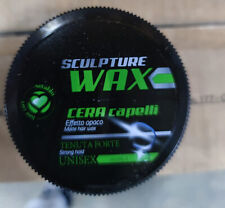 SCULPTURE
WAX
CERA capelli
Effetto opaco
Matte hair wax
TENUTA FORTE
Strong hold
UNISEX